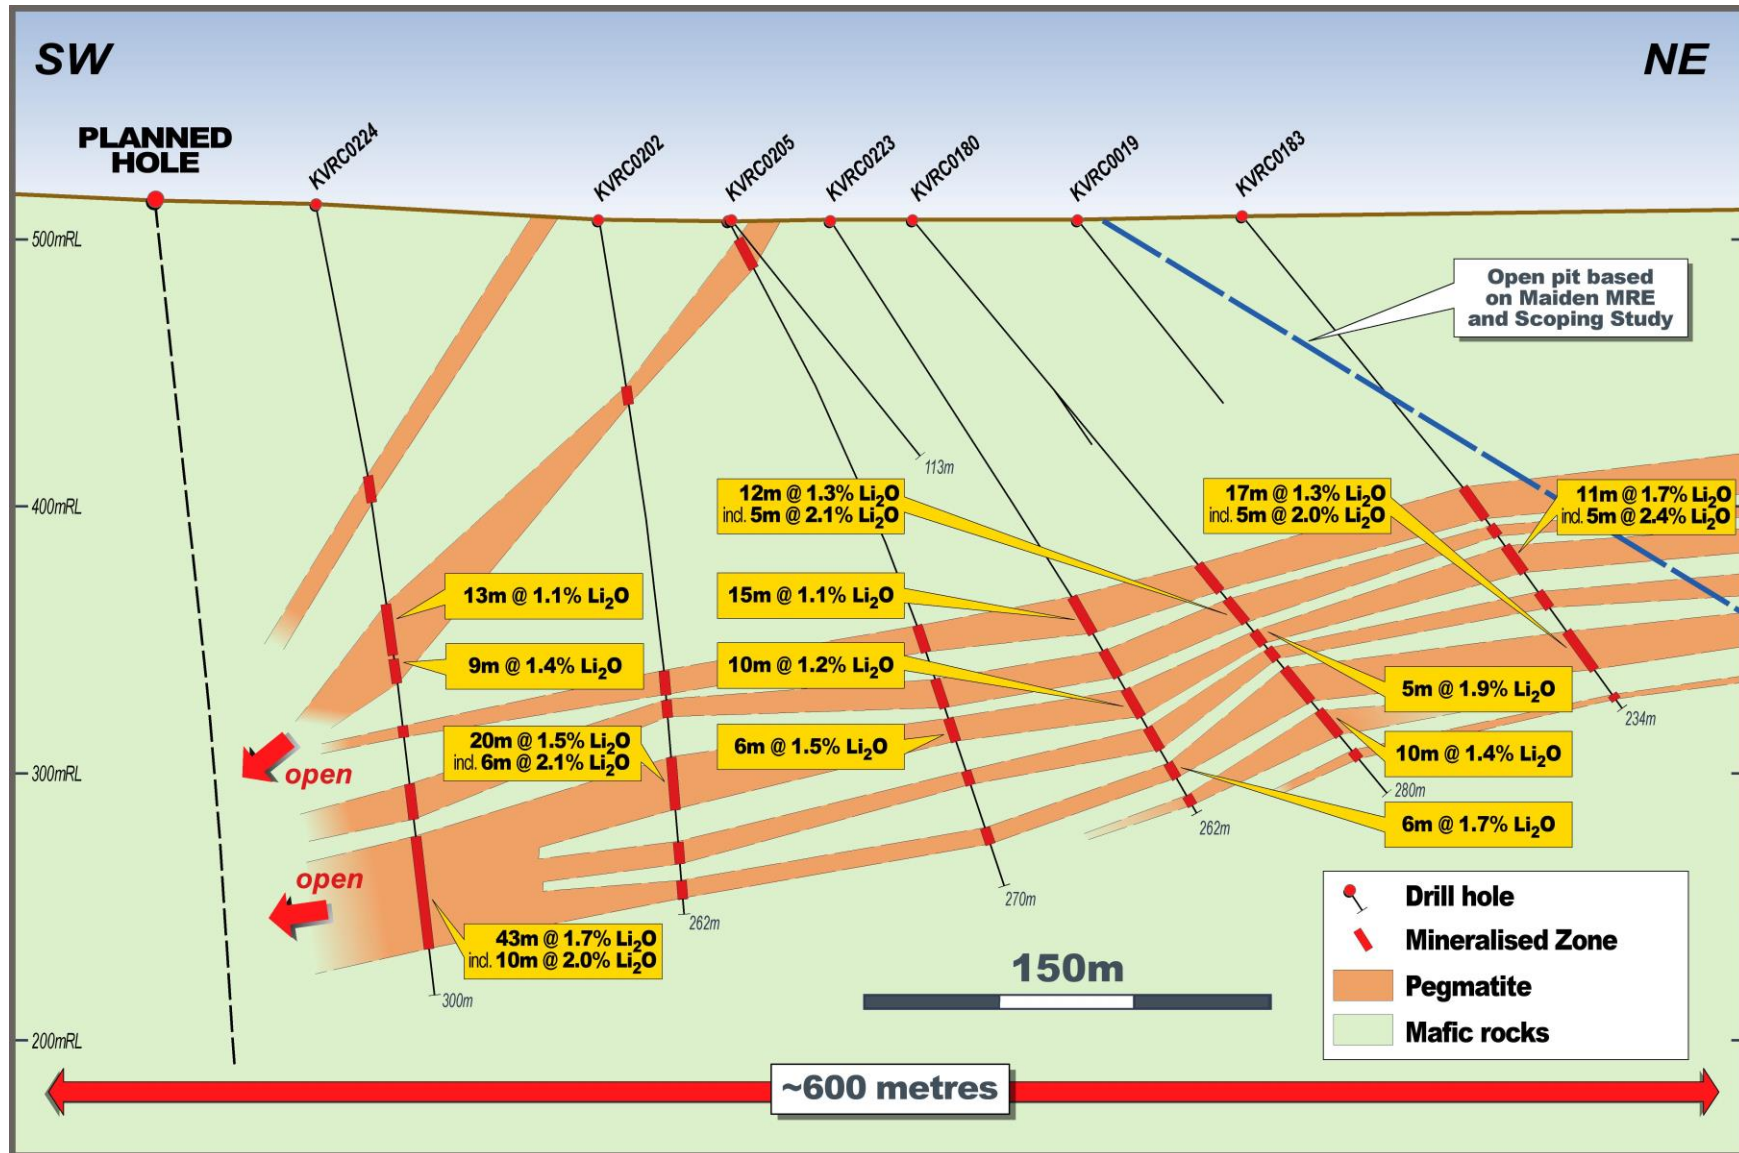 SW
NE
PLANNED
HOLE
KVRC0224
KVRC0202
KVRC0205
KVRC0223
KVRC0180
KVRC0019
KVRC0183
500mRL
Open pit based
on Maiden MRE
and Scoping Study
113m
400mRL
12m @ 1.3% Li₂O
incl. 5m @ 2.1% Li₂O
17m @ 1.3% Li₂O
incl. 5m @ 2.0% Li₂O
11m @ 1.7% Li₂O
incl. 5m @ 2.4% Li₂O
13m @ 1.1% Li₂O
15m @ 1.1% Li₂O
9m @ 1.4% Li₂O
10m @ 1.2% Li₂O
5m @ 1.9% Li₂O
234m
20m @ 1.5% Li₂O
incl. 6m @ 2.1% Li₂O
6m @ 1.5% Li₂O
10m @ 1.4% Li₂O
300mRL
open
280m
262m
6m @ 1.7% Li₂O
open
270m
262m
43m @ 1.7% Li₂O
incl. 10m @ 2.0% Li₂O
300m
150m
Drill hole
Mineralised Zone
Pegmatite
Mafic rocks
200mRL
~600 metres